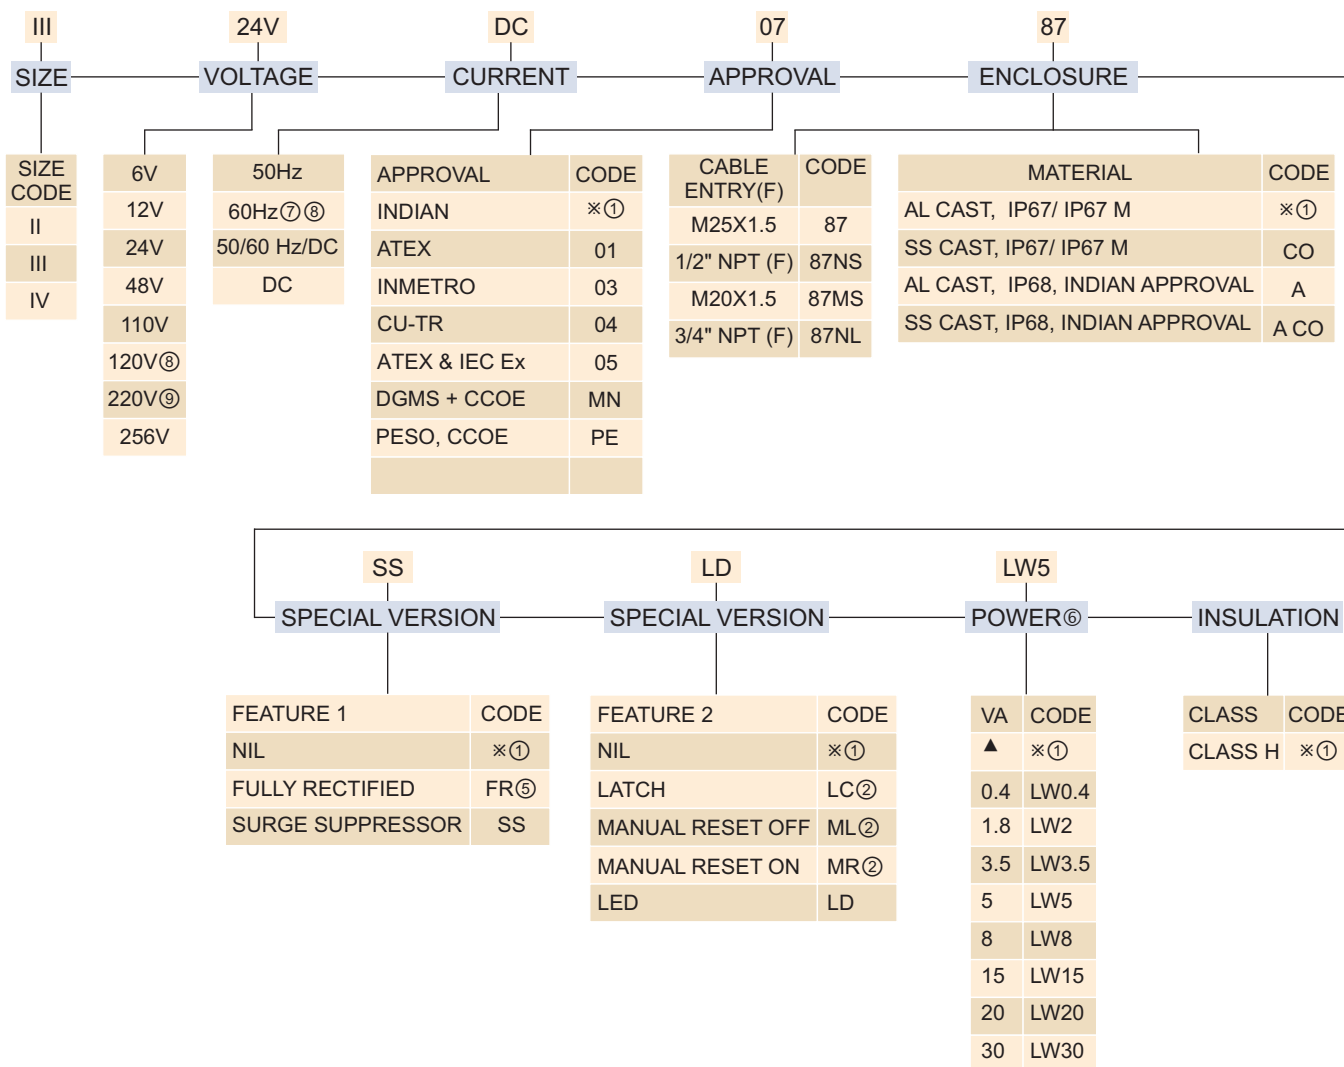 III 24V DC 07 87
SIZE VOLTAGE CURRENT APPROVAL ENCLOSURE
SIZE CODE
II
III
IV
6V
12V
24V
48V
110V
120V⑧
220V⑨
256V
50Hz
60Hz⑦⑧
50/60 Hz/DC
DC
APPROVAL CODE
INDIAN ※①
ATEX 01
INMETRO 03
CU-TR 04
ATEX & IEC Ex 05
DGMS + CCOE MN
PESO, CCOE PE
CABLE ENTRY(F) CODE
M25X1.5 87
1/2" NPT (F) 87NS
M20X1.5 87MS
3/4" NPT (F) 87NL
MATERIAL CODE
AL CAST, IP67/ IP67 M ※①
SS CAST, IP67/ IP67 M CO
AL CAST, IP68, INDIAN APPROVAL A
SS CAST, IP68, INDIAN APPROVAL A CO
SS LD LW5
SPECIAL VERSION SPECIAL VERSION POWER⑥ INSULATION
FEATURE 1 CODE
NIL ※①
FULLY RECTIFIED FR⑤
SURGE SUPPRESSOR SS
FEATURE 2 CODE
NIL ※①
LATCH LC②
MANUAL RESET OFF ML②
MANUAL RESET ON MR②
LED LD
VA CODE
▲ ※①
0.4 LW0.4
1.8 LW2
3.5 LW3.5
5 LW5
8 LW8
15 LW15
20 LW20
30 LW30
CLASS CODE
CLASS H ※①